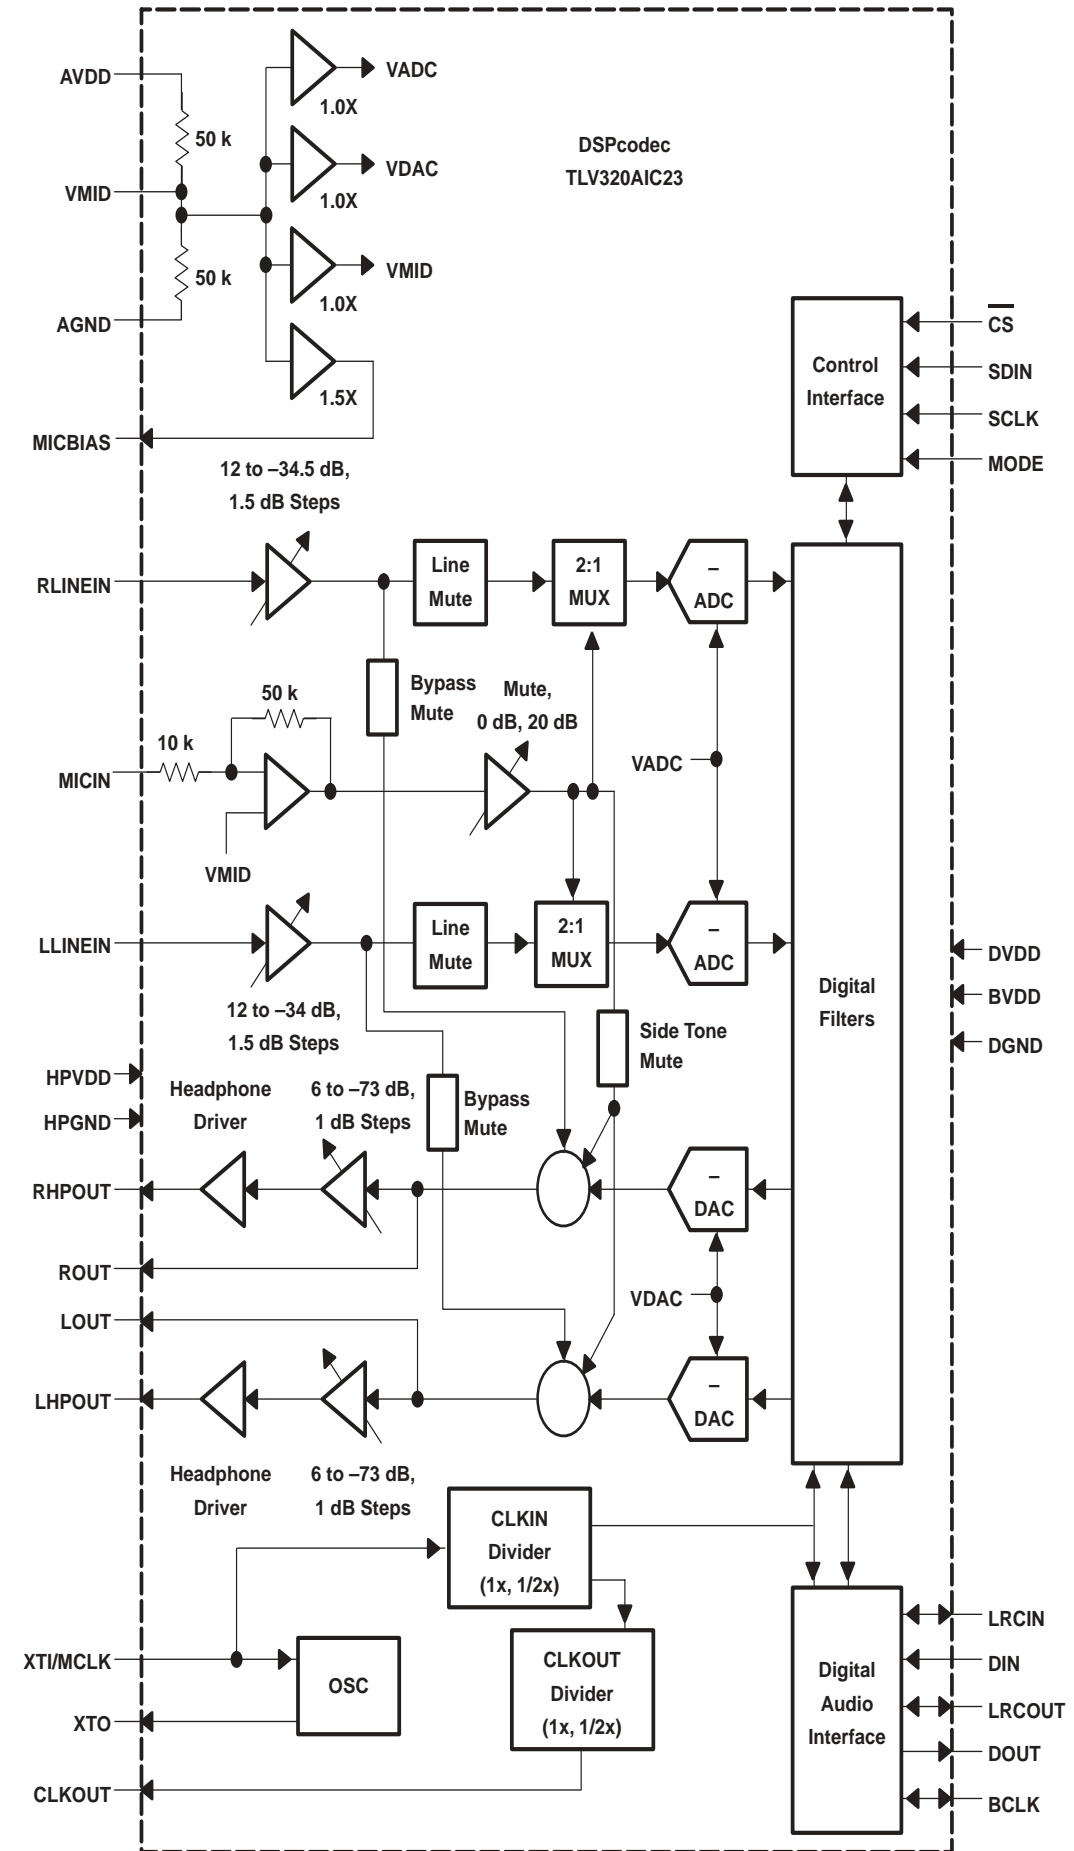 AVDD
VADC
1.0X
50 k
DSPcodec
TLV320AIC23
VDAC
VMID
1.0X
50 k
VMID
1.0X
AGND
CS
Control
Interface
SDIN
1.5X
SCLK
MICBIAS
MODE
12 to –34.5 dB,
1.5 dB Steps
RLINEIN
Line
Mute
2:1
MUX
–
ADC
Bypass
Mute
Mute,
0 dB, 20 dB
50 k
10 k
MICIN
VADC
VMID
LLINEIN
Line
Mute
2:1
MUX
–
ADC
DVDD
BVDD
DGND
Digital
Filters
12 to –34 dB,
1.5 dB Steps
Side Tone
Mute
HPVDD
HPGND
Headphone
Driver
6 to –73 dB,
1 dB Steps
Bypass
Mute
RHPOUT
–
DAC
ROUT
VDAC
LOUT
LHPOUT
–
DAC
Headphone
Driver
6 to –73 dB,
1 dB Steps
CLKIN
Divider
(1x, 1/2x)
XTI/MCLK
OSC
XTO
CLKOUT
Divider
(1x, 1/2x)
CLKOUT
Digital
Audio
Interface
LRCIN
DIN
LRCOUT
DOUT
BCLK